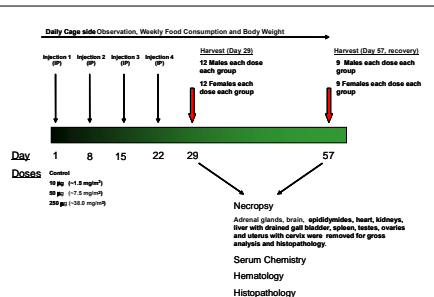 Daily Cage side Observation, Weekly Food Consumption and Body Weight
Injection 1 Injection 2 Injection 3 Injection 4
(IP) (IP) (IP) (IP)
Harvest (Day 29)
12 Males each dose
each group
12 Females each
dose each group
Harvest (Day 57, recovery)
9 Males each dose each
group
9 Females each dose each
group
Day 1 8 15 22 29 57
Doses Control
10 µg (~1.5 mg/m²)
50 µg (~7.5 mg/m²)
250 µg (~38.0 mg/m²)
Necropsy
Adrenal glands, brain, epididymides, heart, kidneys,
liver with drained gall bladder, spleen, testes, ovaries
and uterus with cervix were removed for gross
analysis and histopathology.
Serum Chemistry
Hematology
Histopathology